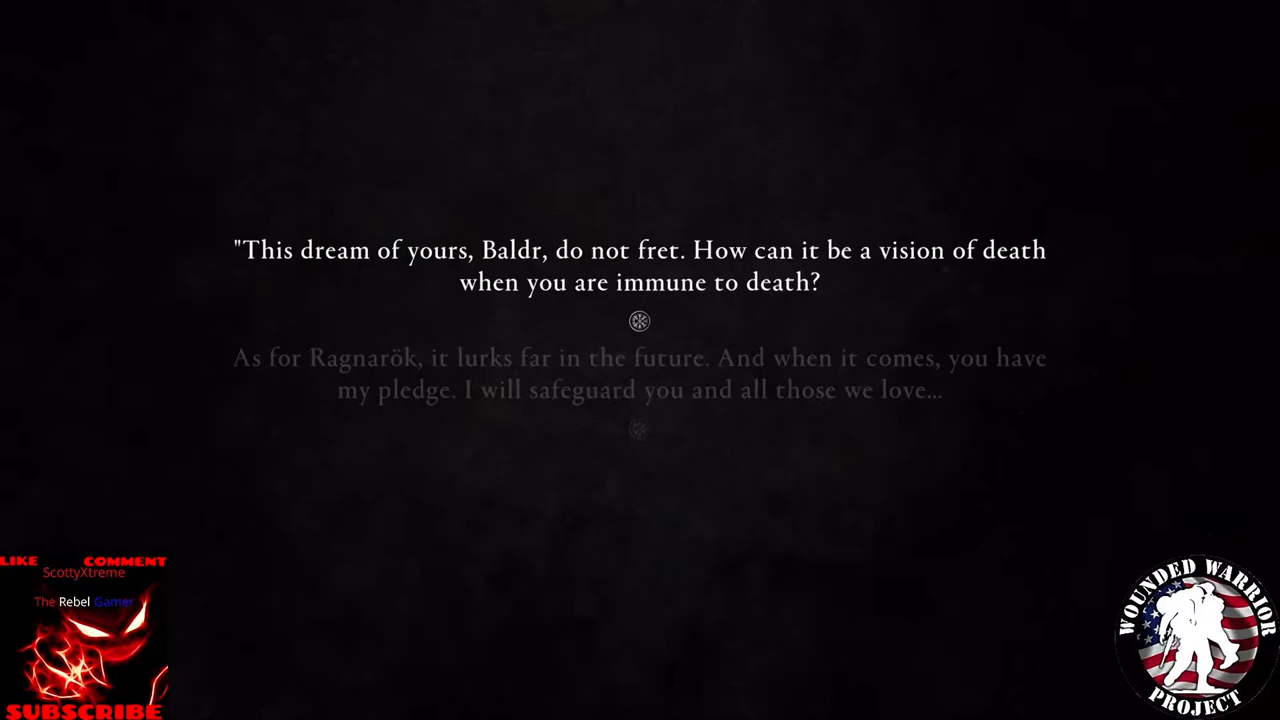 "This dream of yours, Baldr, do not fret. How can it be a vision of death
when you are immune to death?
As for Ragnarök, it lurks far in the future. And when it comes, you have
my pledge. I will safeguard you and all those we love...
LIKE COMMENT
ScottyXtreme
The Rebel Gamer
SUBSCRIBE
WOUNDED WARRIOR
PROJECT